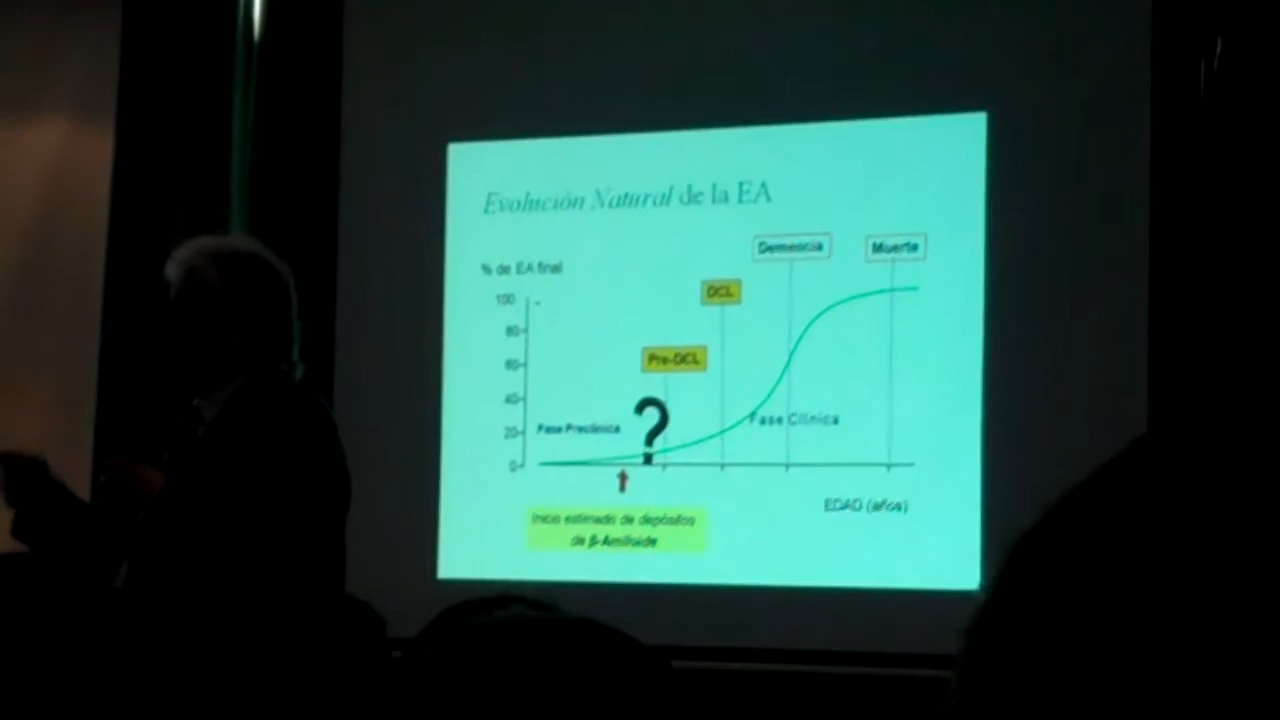 Evolución Natural de la EA
% de EA final
Demencia
Muerte
DCL
100
80
Pre-DCL
60
40
Fase Preclínica
?
Fase Clínica
20
0
EDAD (años)
Inicio estimado de depósitos
de β-Amiloide